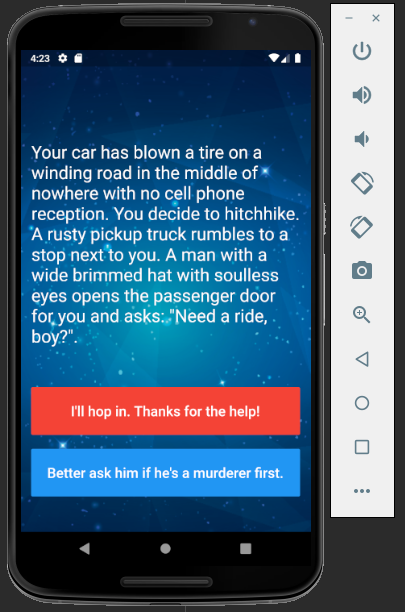 4:23
Your car has blown a tire on a
winding road in the middle of
nowhere with no cell phone
reception. You decide to hitchhike.
A rusty pickup truck rumbles to a
stop next to you. A man with a
wide brimmed hat with soulless
eyes opens the passenger door
for you and asks: "Need a ride,
boy?".
I'll hop in. Thanks for the help!
Better ask him if he's a murderer first.